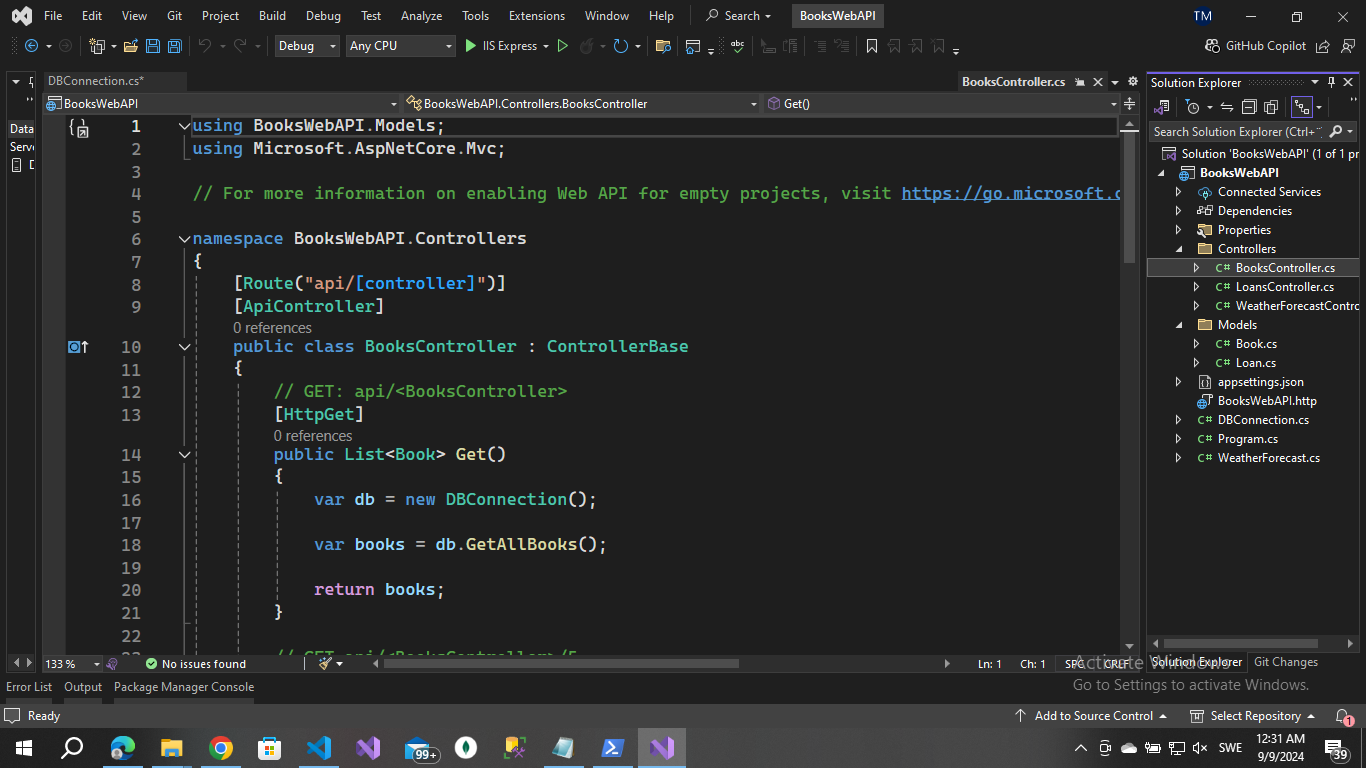 File Edit View Git Project Build Debug Test Analyze Tools Extensions Window Help Search BooksWebAPI TM
Debug Any CPU IIS Express GitHub Copilot
DBConnection.cs* BooksController.cs
BooksWebAPI BooksWebAPI.Controllers.BooksController Get()
Data
Serv
D
1 using BooksWebAPI.Models;
2 using Microsoft.AspNetCore.Mvc;
3
4 // For more information on enabling Web API for empty projects, visit https://go.microsoft.c
5
6 namespace BooksWebAPI.Controllers
7 {
8 [Route("api/[controller]")]
9 [ApiController]
0 references
10 public class BooksController : ControllerBase
11 {
12 // GET: api/<BooksController>
13 [HttpGet]
0 references
14 public List<Book> Get()
15 {
16 var db = new DBConnection();
17
18 var books = db.GetAllBooks();
19
20 return books;
21 }
22
23 // GET api/<BooksController>/5
133 % No issues found Ln: 1 Ch: 1 SPC CRLF
Solution Explorer
Search Solution Explorer (Ctrl+
Solution 'BooksWebAPI' (1 of 1 pr
BooksWebAPI
Connected Services
Dependencies
Properties
Controllers
C# BooksController.cs
C# LoansController.cs
C# WeatherForecastContro
Models
C# Book.cs
C# Loan.cs
appsettings.json
BooksWebAPI.http
C# DBConnection.cs
C# Program.cs
C# WeatherForecast.cs
Solution Explorer Git Changes
Activate Windows
Go to Settings to activate Windows.
Error List Output Package Manager Console
Ready Add to Source Control Select Repository 1
99+ SWE 12:31 AM
9/9/2024 39